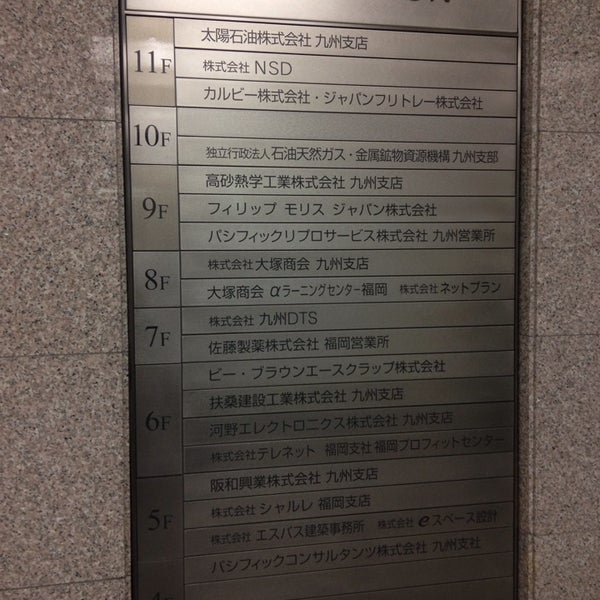 11F
太陽石油株式会社 九州支店
株式会社 NSD
カルビー株式会社・ジャパンフリトレー株式会社
10F
独立行政法人石油天然ガス・金属鉱物資源機構 九州支部
9F
高砂熱学工業株式会社 九州支店
フィリップ モリス ジャパン株式会社
パシフィックリプロサービス株式会社 九州営業所
8F
株式会社大塚商会 九州支店
大塚商会 αラーニングセンター福岡 株式会社ネットプラン
7F
株式会社 九州DTS
佐藤製薬株式会社 福岡営業所
6F
ビー・ブラウンエースクラップ株式会社
扶桑建設工業株式会社 九州支店
河野エレクトロニクス株式会社 九州支店
株式会社テレネット 福岡支社 福岡プロフィットセンター
5F
阪和興業株式会社 九州支店
株式会社 シャルレ 福岡支店
株式会社 エスパス建築事務所 株式会社 eスペース設計
パシフィックコンサルタンツ株式会社 九州支社